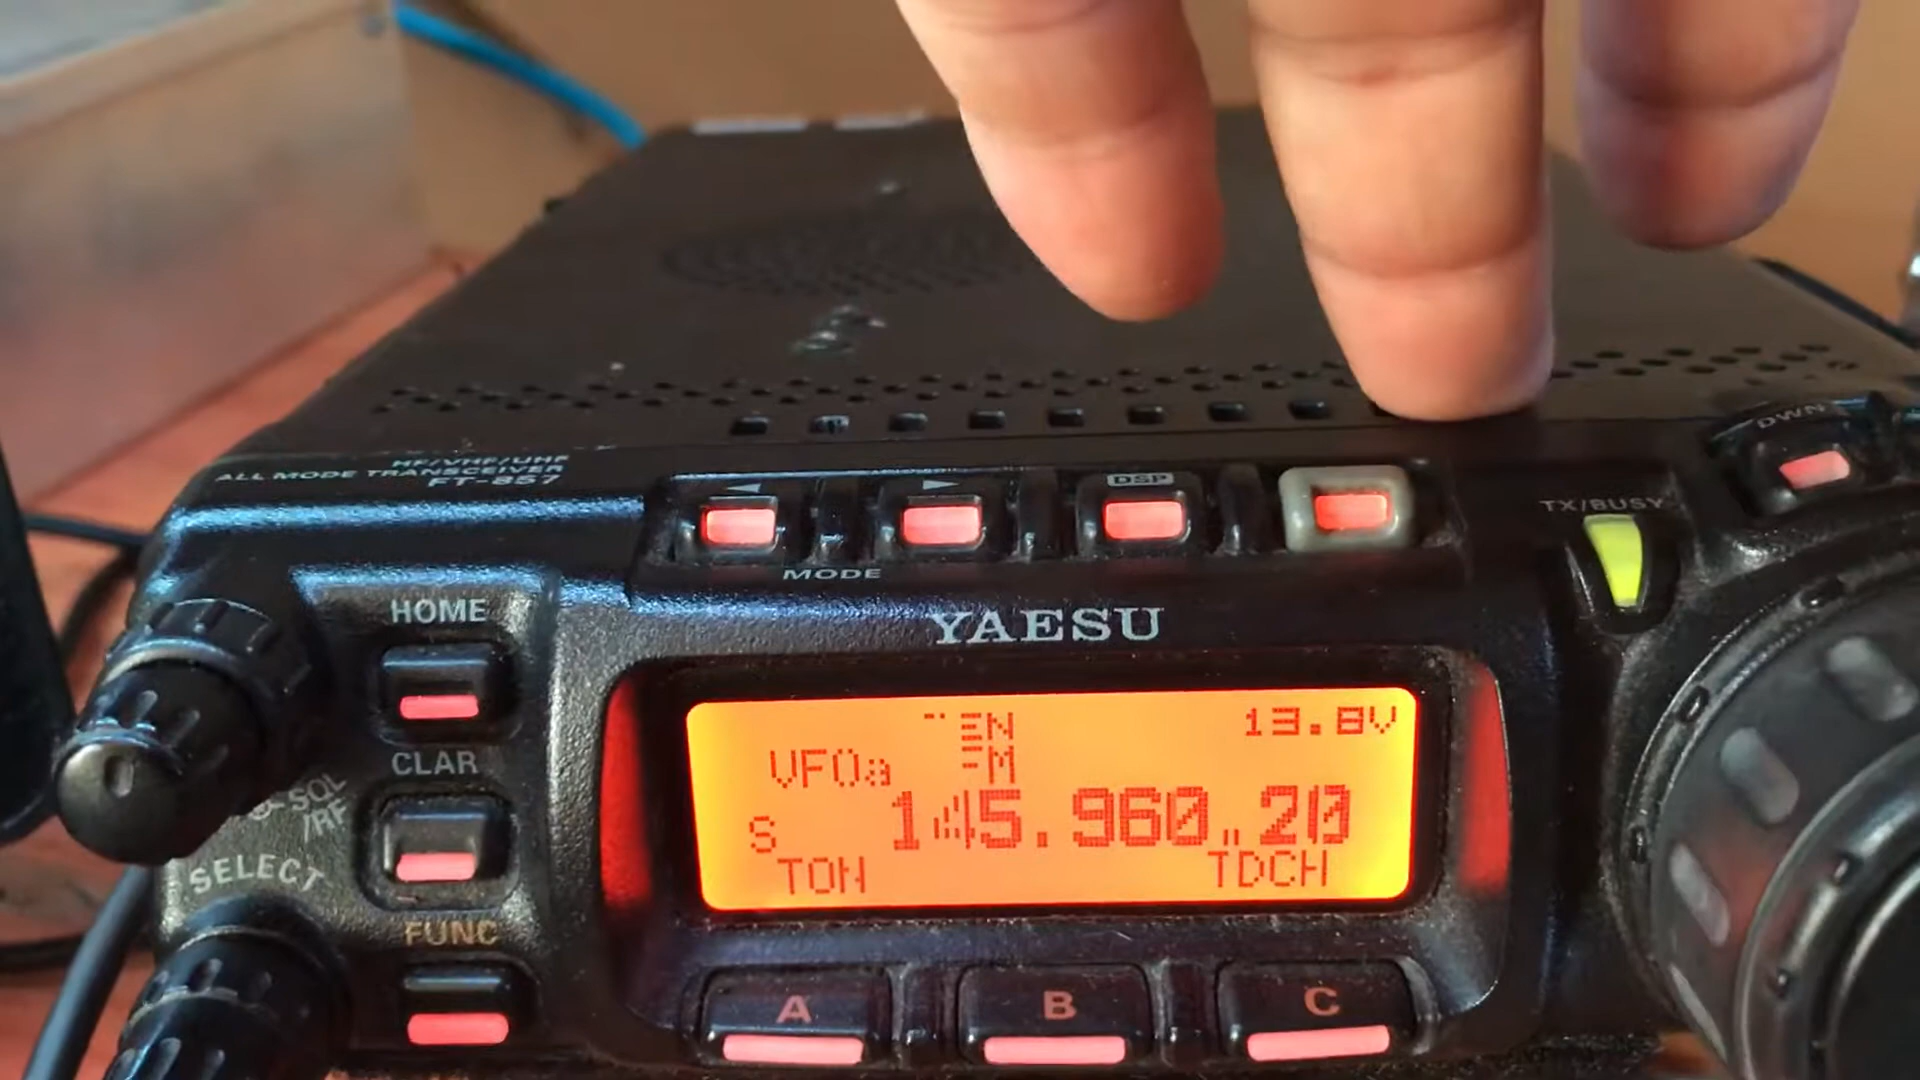 HF/VHF/UHF
ALL MODE TRANSCEIVER
FT-857
DSP
MODE
DWN
TX/BUSY
YAESU
HOME
CLAR
SQL
/RF
SELECT
FUNC
N
13.8V
VFOa
M
S
145.960.20
TON
TDCH
A
B
C